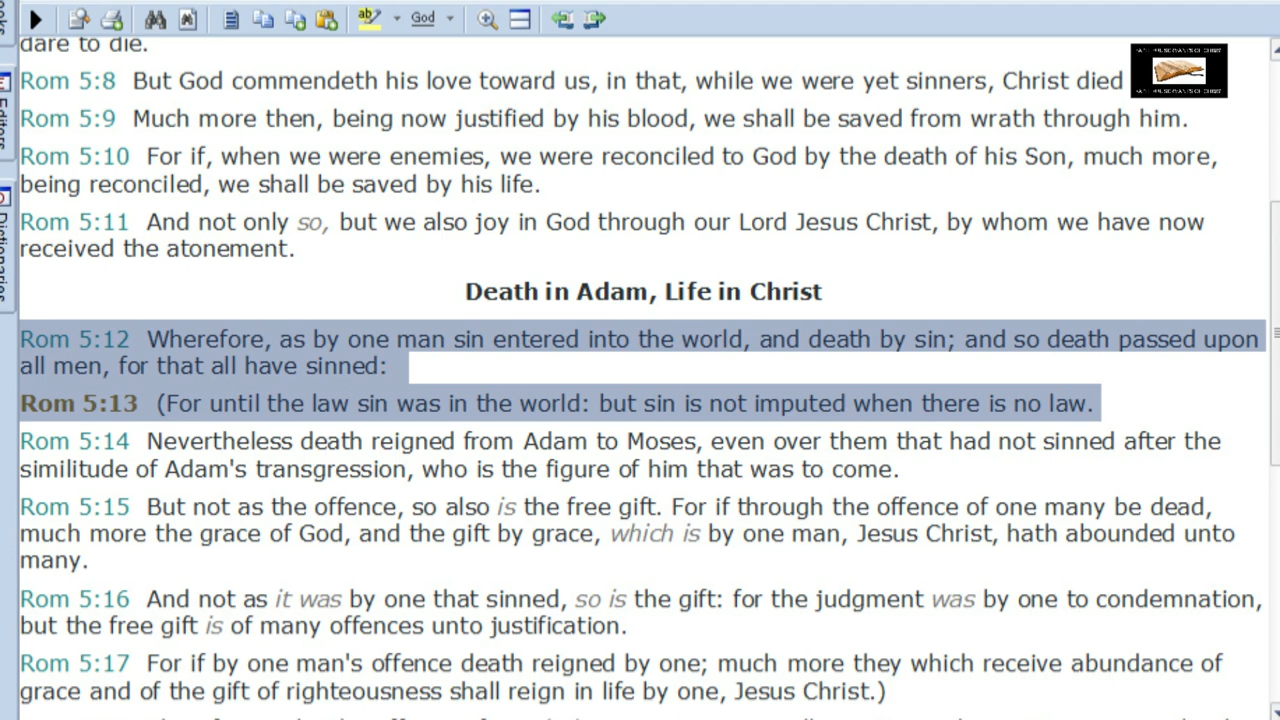 ooks
Editors
Dictionaries
God
dare to die.
Rom 5:8 But God commendeth his love toward us, in that, while we were yet sinners, Christ died
Rom 5:9 Much more then, being now justified by his blood, we shall be saved from wrath through him.
Rom 5:10 For if, when we were enemies, we were reconciled to God by the death of his Son, much more,
being reconciled, we shall be saved by his life.
Rom 5:11 And not only so, but we also joy in God through our Lord Jesus Christ, by whom we have now
received the atonement.
Death in Adam, Life in Christ
Rom 5:12 Wherefore, as by one man sin entered into the world, and death by sin; and so death passed upon
all men, for that all have sinned:
Rom 5:13 (For until the law sin was in the world: but sin is not imputed when there is no law.
Rom 5:14 Nevertheless death reigned from Adam to Moses, even over them that had not sinned after the
similitude of Adam's transgression, who is the figure of him that was to come.
Rom 5:15 But not as the offence, so also is the free gift. For if through the offence of one many be dead,
much more the grace of God, and the gift by grace, which is by one man, Jesus Christ, hath abounded unto
many.
Rom 5:16 And not as it was by one that sinned, so is the gift: for the judgment was by one to condemnation,
but the free gift is of many offences unto justification.
Rom 5:17 For if by one man's offence death reigned by one; much more they which receive abundance of
grace and of the gift of righteousness shall reign in life by one, Jesus Christ.)